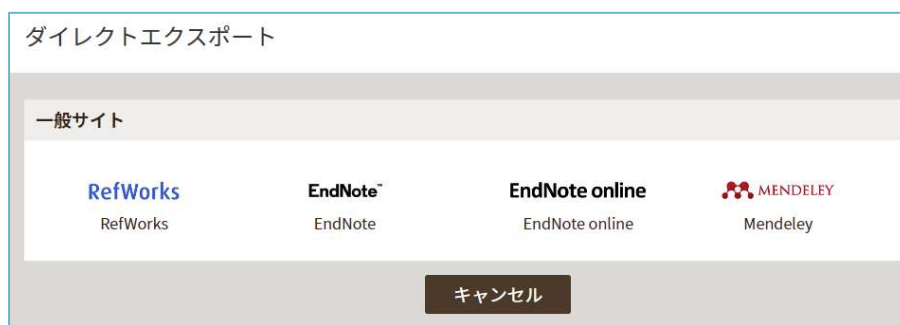 ダイレクトエクスポート
一般サイト
RefWorks EndNote™ EndNote online MENDELEY
RefWorks EndNote EndNote online Mendeley
キャンセル